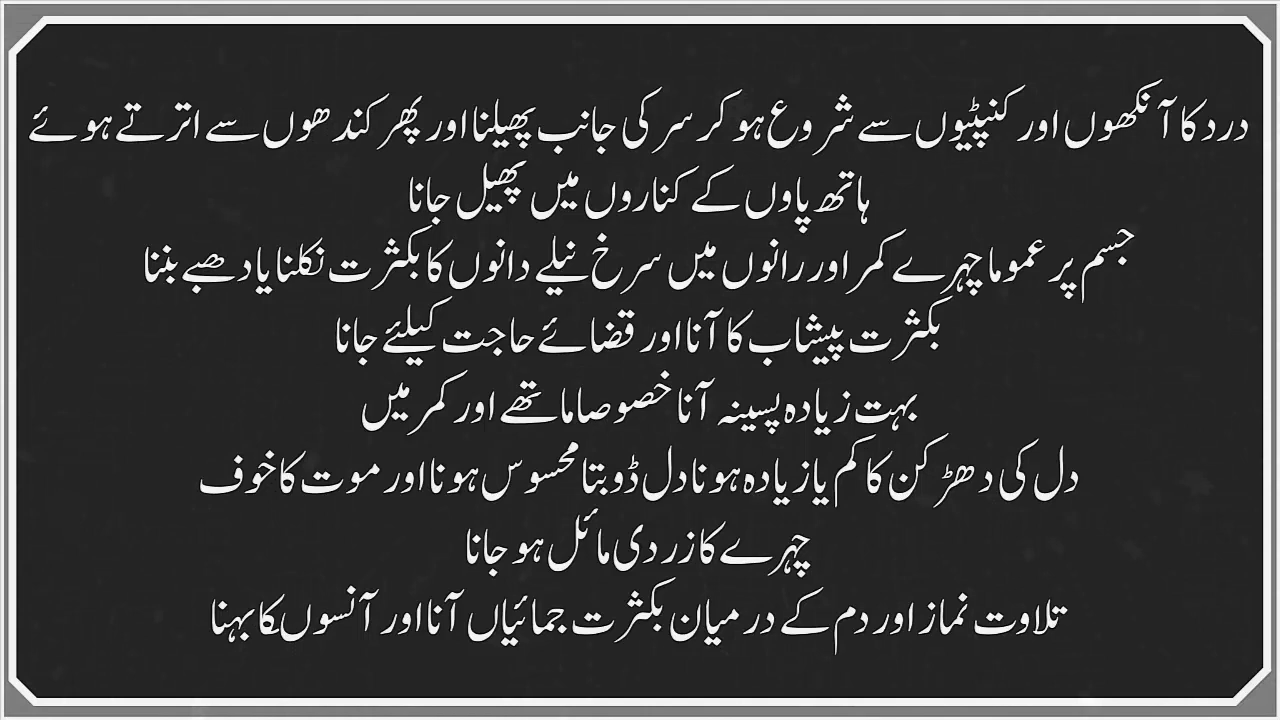 درد کا آنکھوں اور کنپٹیوں سے شروع ہو کر سر کی جانب پھیلنا اور پھر کندھوں سے اترتے ہوئے
ہاتھ پاوں کے کناروں میں پھیل جانا
جسم پر عموما چہرے کمر اور رانوں میں سرخ نیلے دانوں کا بکثرت نکلنا یا دھبے بننا
بکثرت پیشاب کا آنا اور قضائے حاجت کیلئے جانا
بہت زیادہ پسینہ آنا خصوصا ماتھے اور کمر میں
دل کی دھڑکن کا کم یا زیادہ ہونا دل ڈوبتا محسوس ہونا اور موت کا خوف
چہرے کا زردی مائل ہو جانا
تلاوت نماز اور دم کے درمیان بکثرت جمائیاں آنا اور آنسوں کا بہنا